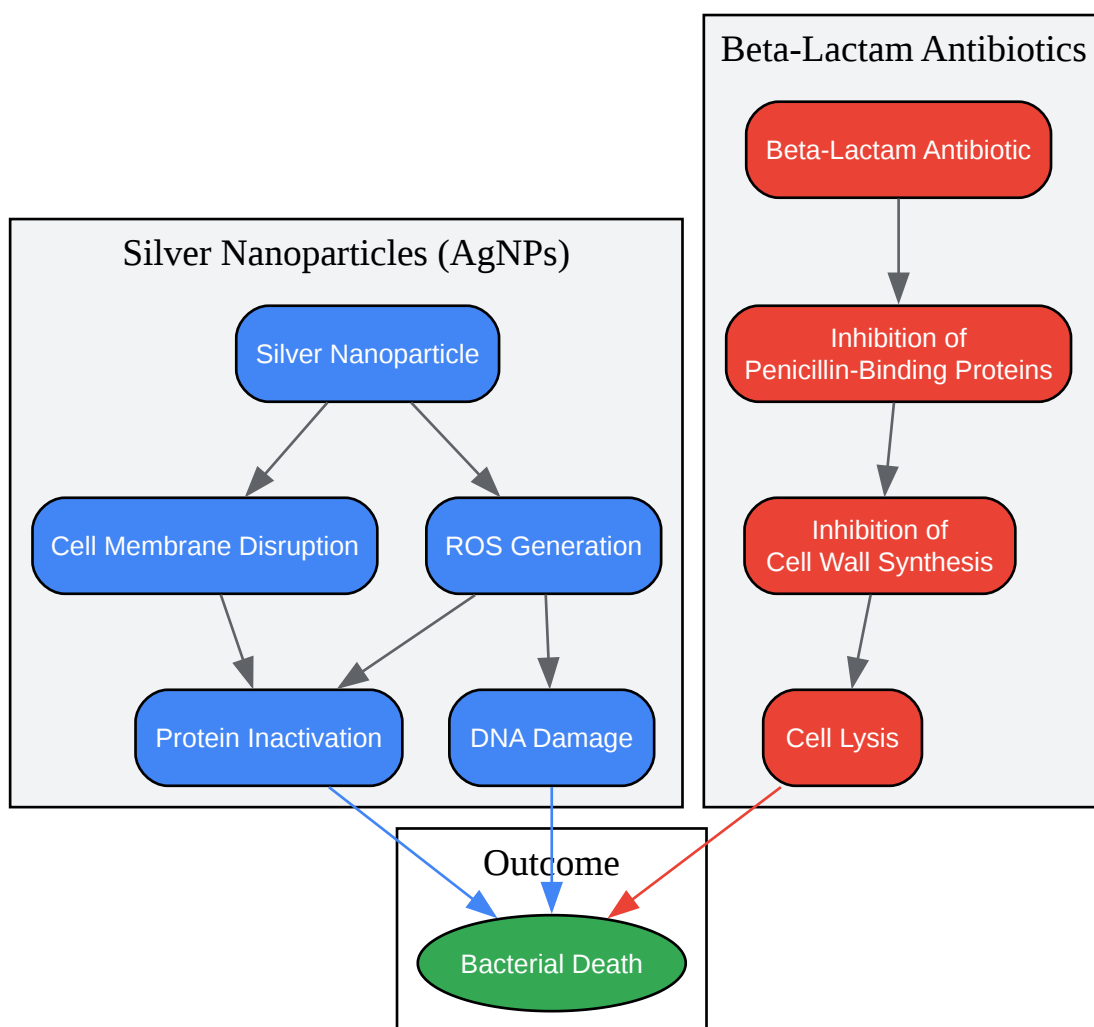 Beta-Lactam Antibiotics
Beta-Lactam Antibiotic
Silver Nanoparticles (AgNPs)
Silver Nanoparticle
Inhibition of
Penicillin-Binding Proteins
Cell Membrane Disruption
ROS Generation
Inhibition of
Cell Wall Synthesis
Protein Inactivation
DNA Damage
Cell Lysis
Outcome
Bacterial Death